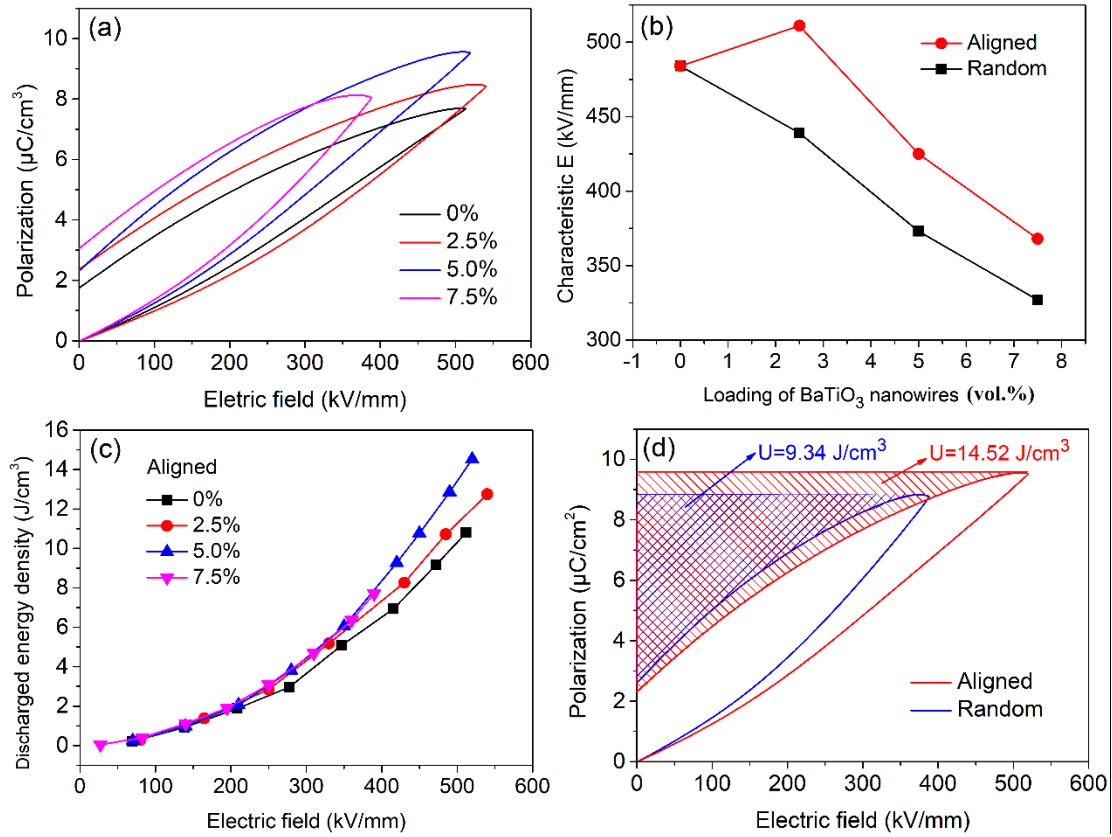 (a)
10
8
6
4
2
0
Polarization (µC/cm³)
0%
2.5%
5.0%
7.5%
0 100 200 300 400 500 600
Eletric field (kV/mm)
(b)
500
450
400
350
300
Characteristic E (kV/mm)
Aligned
Random
-1 0 1 2 3 4 5 6 7 8
Loading of BaTiO₃ nanowires (vol.%)
(c)
16
14
12
10
8
6
4
2
0
Discharged energy density (J/cm³)
Aligned
0%
2.5%
5.0%
7.5%
0 100 200 300 400 500 600
Electric field (kV/mm)
(d)
U=9.34 J/cm³
U=14.52 J/cm³
10
8
6
4
2
0
Polarization (µC/cm²)
Aligned
Random
0 100 200 300 400 500 600
Electric field (kV/mm)